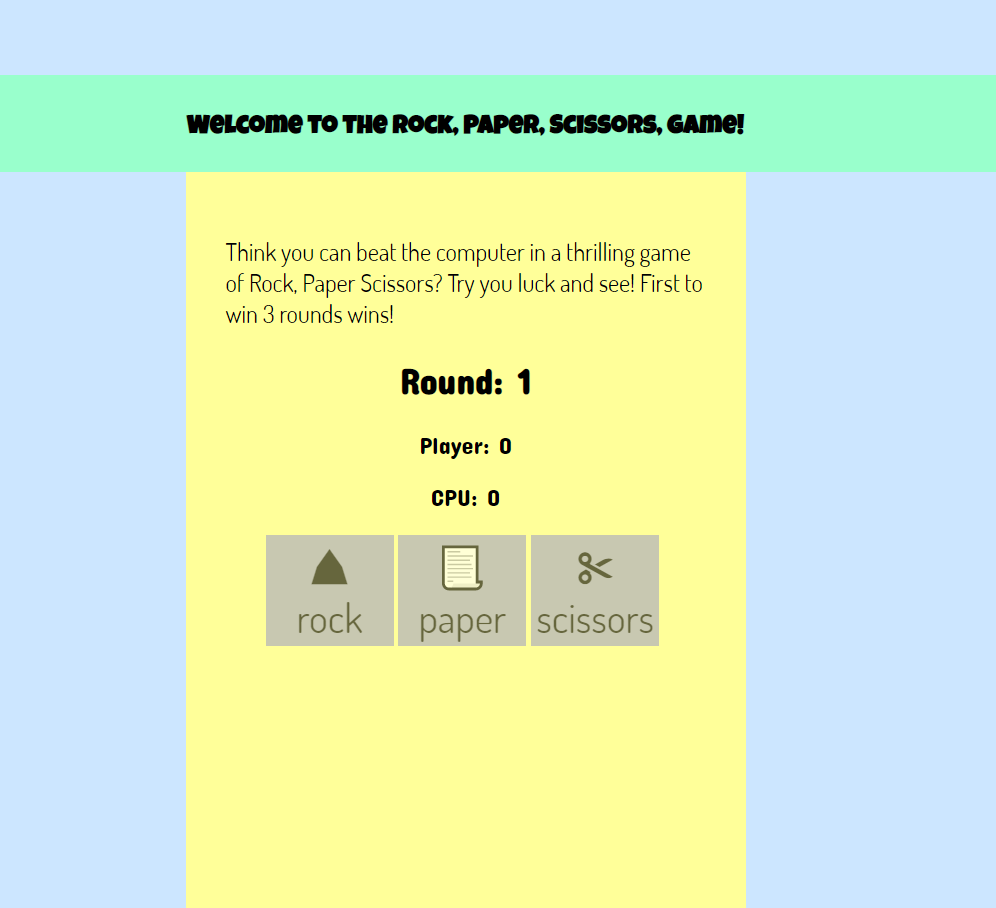 Welcome to the Rock, Paper, Scissors, Game!
Think you can beat the computer in a thrilling game
of Rock, Paper Scissors? Try you luck and see! First to
win 3 rounds wins!
Round: 1
Player: 0
CPU: 0
rock paper scissors